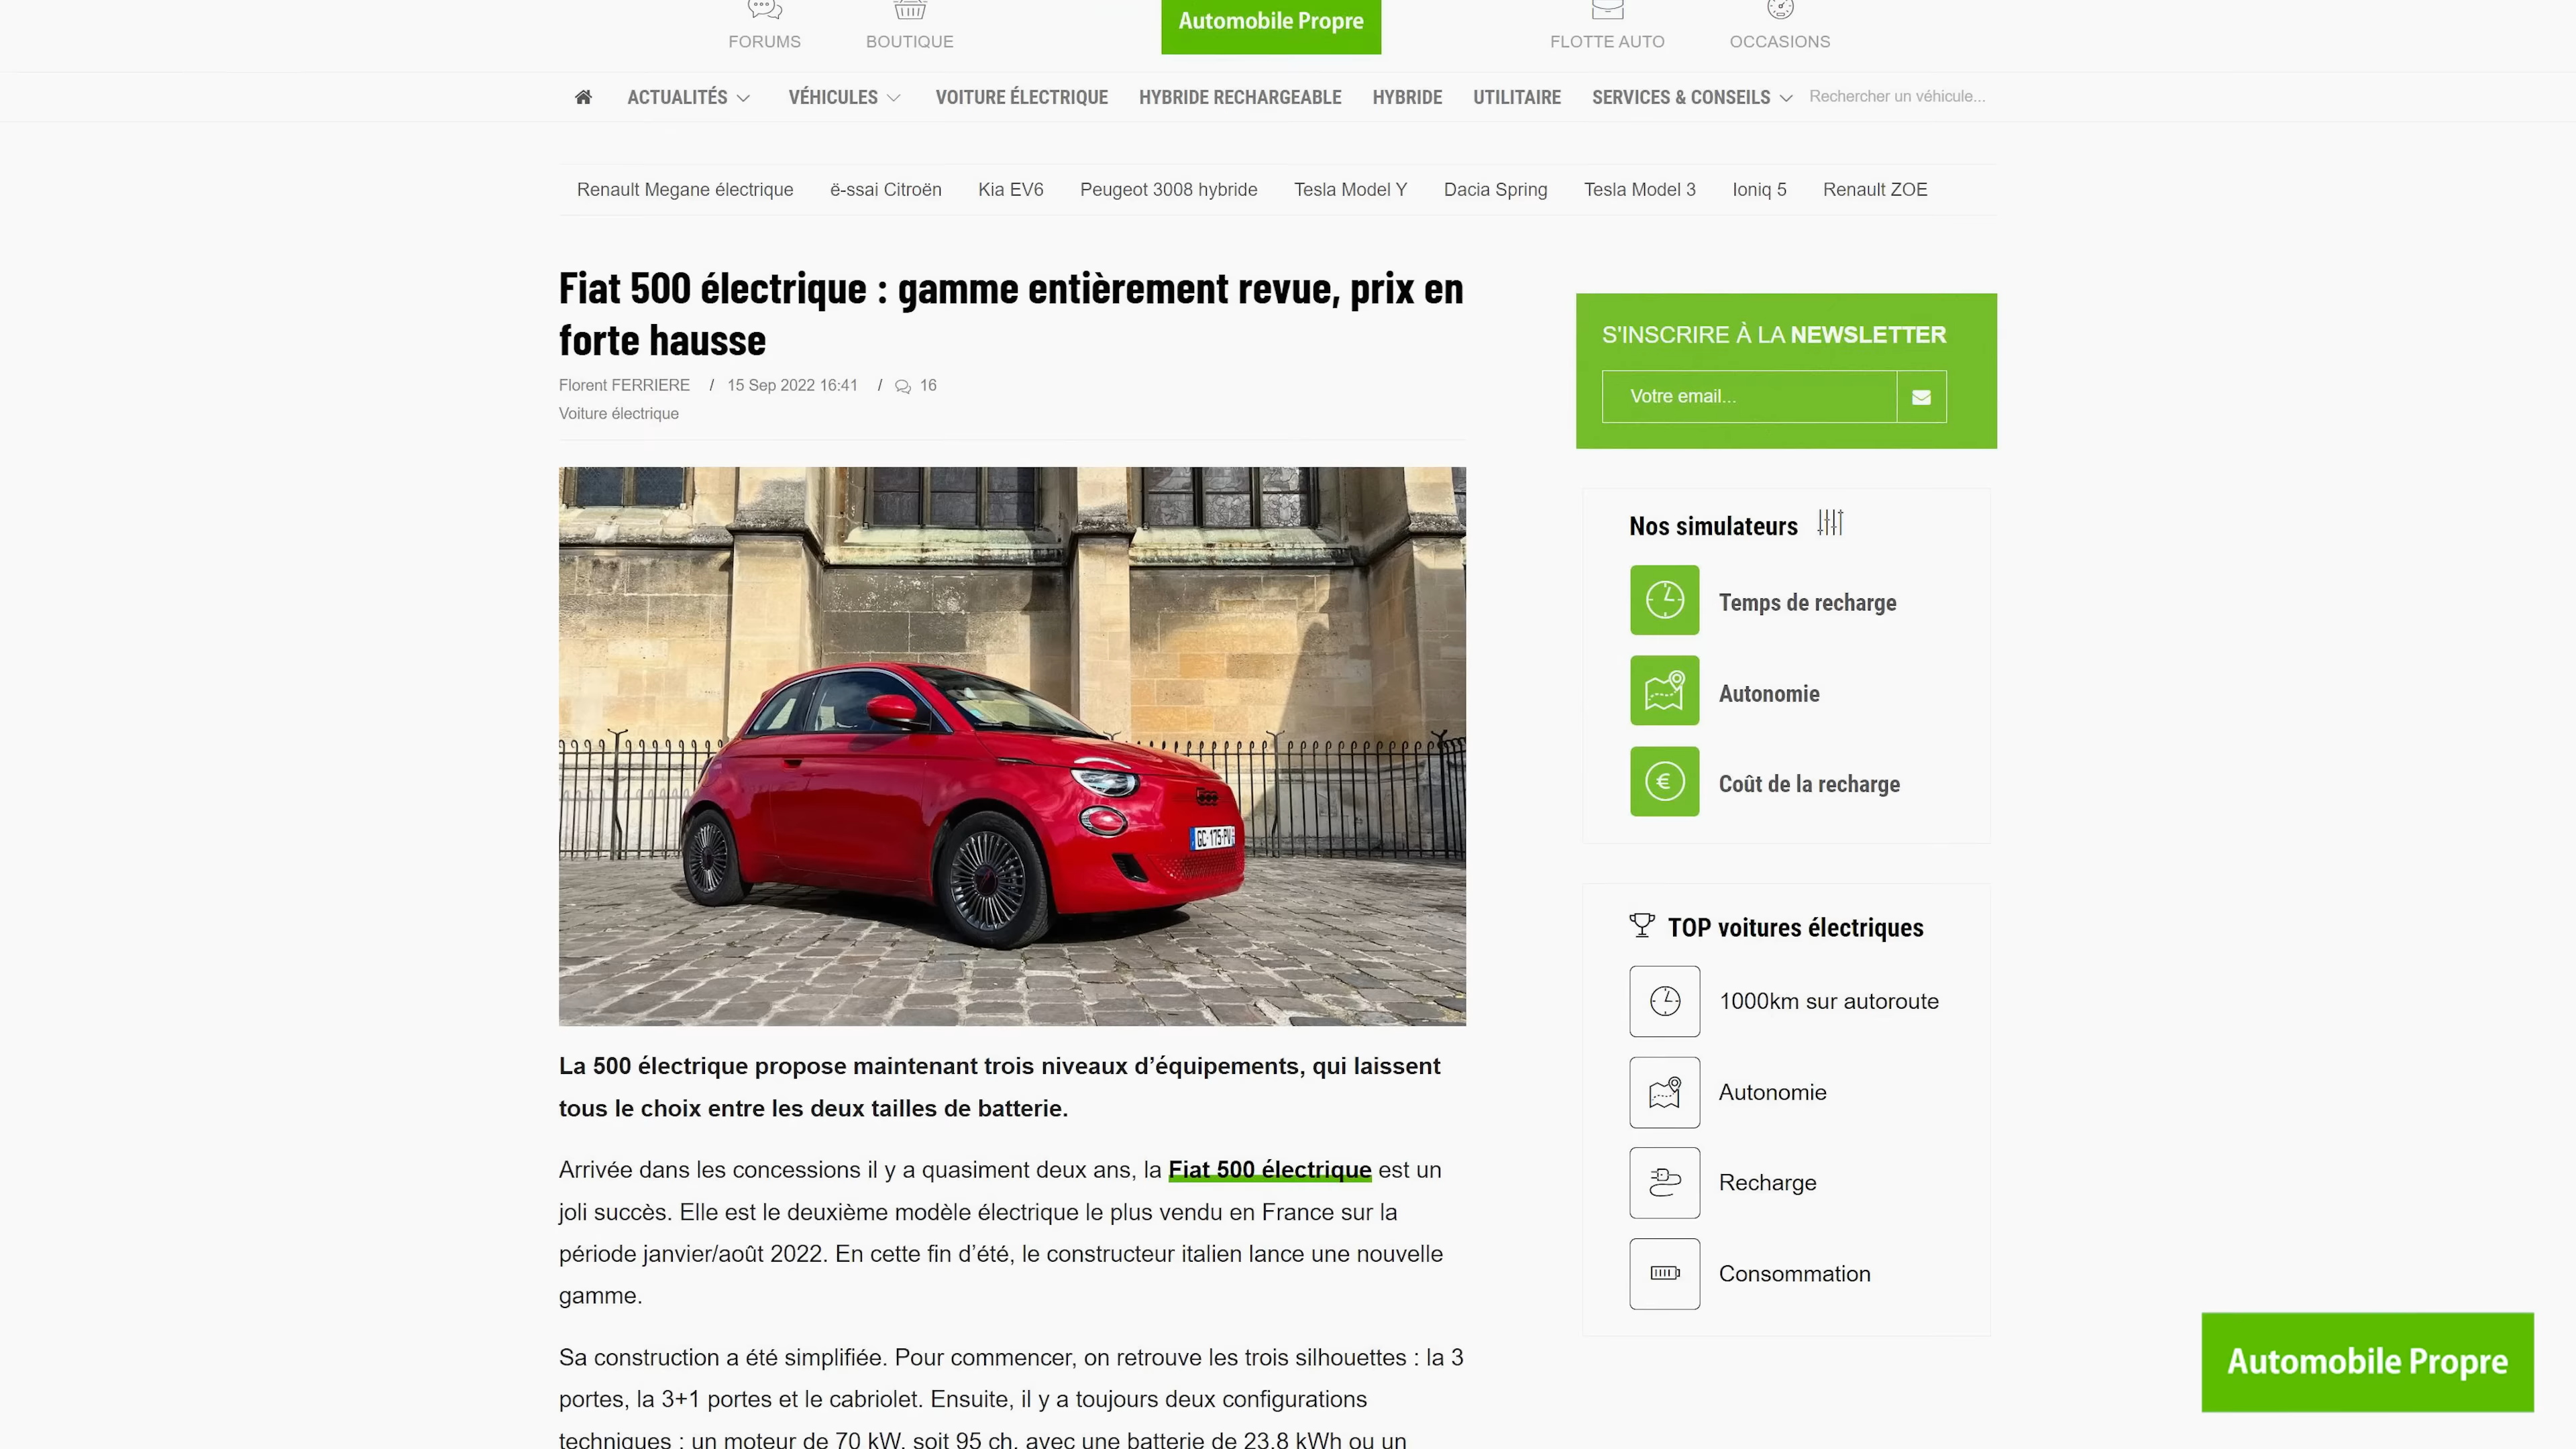 FORUMS
BOUTIQUE
Automobile Propre
FLOTTE AUTO
OCCASIONS
ACTUALITÉS
VÉHICULES
VOITURE ÉLECTRIQUE
HYBRIDE RECHARGEABLE
HYBRIDE
UTILITAIRE
SERVICES & CONSEILS
Rechercher un véhicule...
Renault Megane électrique
ë-ssai Citroën
Kia EV6
Peugeot 3008 hybride
Tesla Model Y
Dacia Spring
Tesla Model 3
Ioniq 5
Renault ZOE
Fiat 500 électrique : gamme entièrement revue, prix en
forte hausse
Florent FERRIERE / 15 Sep 2022 16:41 / 16
Voiture électrique
500
GC-175-PV
La 500 électrique propose maintenant trois niveaux d’équipements, qui laissent
tous le choix entre les deux tailles de batterie.
Arrivée dans les concessions il y a quasiment deux ans, la Fiat 500 électrique est un
joli succès. Elle est le deuxième modèle électrique le plus vendu en France sur la
période janvier/août 2022. En cette fin d’été, le constructeur italien lance une nouvelle
gamme.
Sa construction a été simplifiée. Pour commencer, on retrouve les trois silhouettes : la 3
portes, la 3+1 portes et le cabriolet. Ensuite, il y a toujours deux configurations
techniques : un moteur de 70 kW, soit 95 ch, avec une batterie de 23,8 kWh ou un
S'INSCRIRE À LA NEWSLETTER
Votre email...
Nos simulateurs
Temps de recharge
Autonomie
€
Coût de la recharge
TOP voitures électriques
1000km sur autoroute
Autonomie
Recharge
Consommation
Automobile Propre